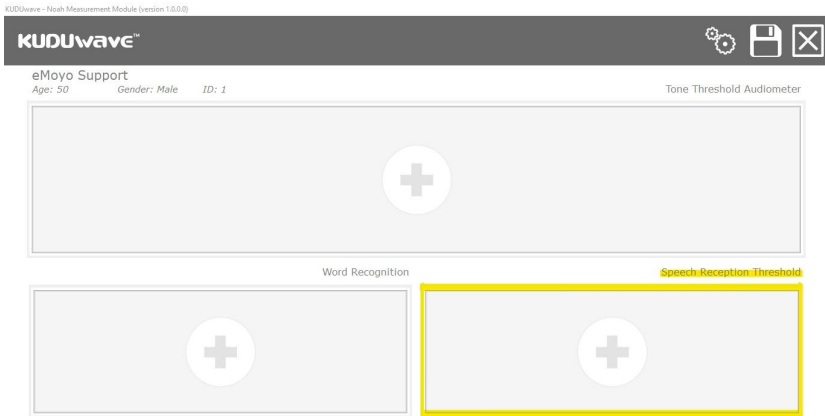 KUDUwave - Noah Measurement Module (version 1.0.0.0)
KUDUwave™
eMoyo Support
Age: 50 Gender: Male ID: 1
Tone Threshold Audiometer
Word Recognition
Speech Reception Threshold